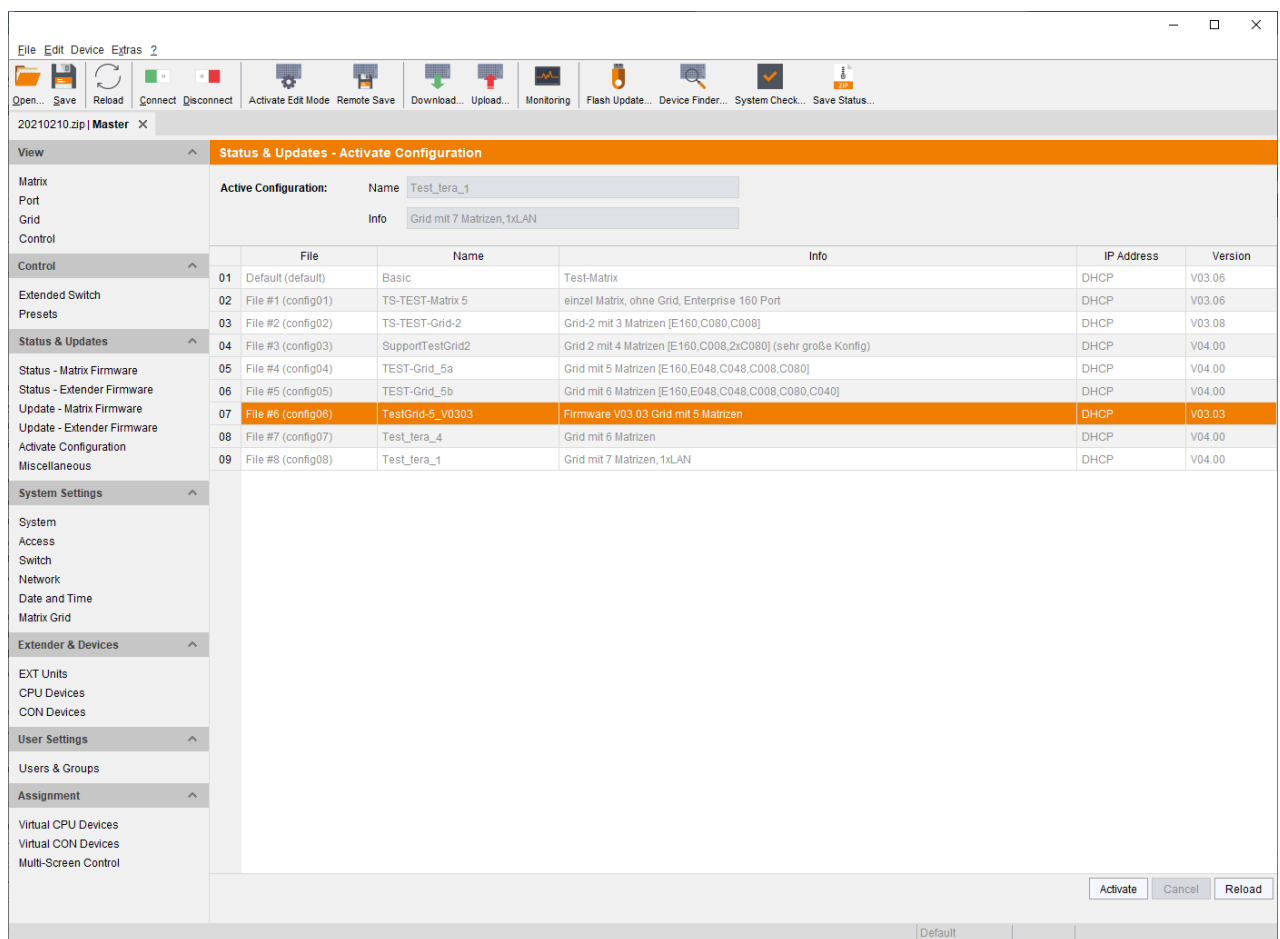 File Edit Device Extras ?
Open... Save Reload Connect Disconnect Activate Edit Mode Remote Save Download... Upload... Monitoring Flash Update... Device Finder... System Check... Save Status...
ZIP
20210210.zip | Master
View
Matrix
Port
Grid
Control
Control
Extended Switch
Presets
Status & Updates
Status - Matrix Firmware
Status - Extender Firmware
Update - Matrix Firmware
Update - Extender Firmware
Activate Configuration
Miscellaneous
System Settings
System
Access
Switch
Network
Date and Time
Matrix Grid
Extender & Devices
EXT Units
CPU Devices
CON Devices
User Settings
Users & Groups
Assignment
Virtual CPU Devices
Virtual CON Devices
Multi-Screen Control
Status & Updates - Activate Configuration
Active Configuration: Name Test_tera_1
Info Grid mit 7 Matrizen,1xLAN
File Name Info IP Address Version
01 Default (default) Basic Test-Matrix DHCP V03.06
02 File #1 (config01) TS-TEST-Matrix 5 einzel Matrix, ohne Grid, Enterprise 160 Port DHCP V03.06
03 File #2 (config02) TS-TEST-Grid-2 Grid-2 mit 3 Matrizen [E160,C080,C008] DHCP V03.08
04 File #3 (config03) SupportTestGrid2 Grid 2 mit 4 Matrizen [E160,C008,2xC080] (sehr große Konfig) DHCP V04.00
05 File #4 (config04) TEST-Grid_5a Grid mit 5 Matrizen [E160,E048,C048,C008,C080] DHCP V04.00
06 File #5 (config05) TEST-Grid_5b Grid mit 6 Matrizen [E160,E048,C048,C008,C080,C040] DHCP V04.00
07 File #6 (config06) TestGrid-5_V0303 Firmware V03.03 Grid mit 5 Matrizen DHCP V03.03
08 File #7 (config07) Test_tera_4 Grid mit 6 Matrizen DHCP V04.00
09 File #8 (config08) Test_tera_1 Grid mit 7 Matrizen,1xLAN DHCP V04.00
Activate Cancel Reload
Default